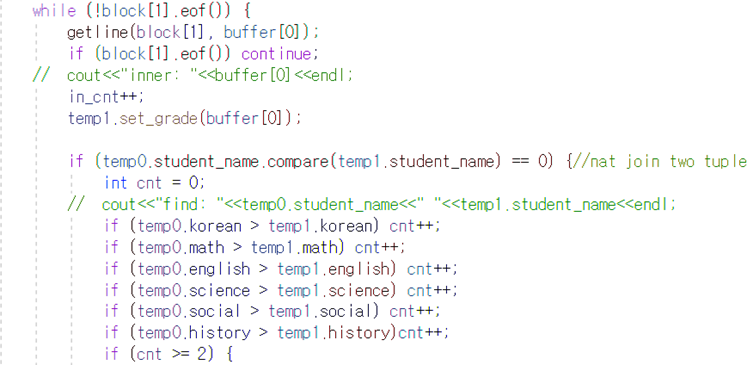 while (!block[1].eof()) {
getline(block[1], buffer[0]);
if (block[1].eof()) continue;
// cout<<"inner: "<<buffer[0]<<endl;
in_cnt++;
temp1.set_grade(buffer[0]);
if (temp0.student_name.compare(temp1.student_name) == 0) {//nat join two tuple
int cnt = 0;
// cout<<"find: "<<temp0.student_name<<" "<<temp1.student_name<<endl;
if (temp0.korean > temp1.korean) cnt++;
if (temp0.math > temp1.math) cnt++;
if (temp0.english > temp1.english) cnt++;
if (temp0.science > temp1.science) cnt++;
if (temp0.social > temp1.social) cnt++;
if (temp0.history > temp1.history)cnt++;
if (cnt >= 2) {